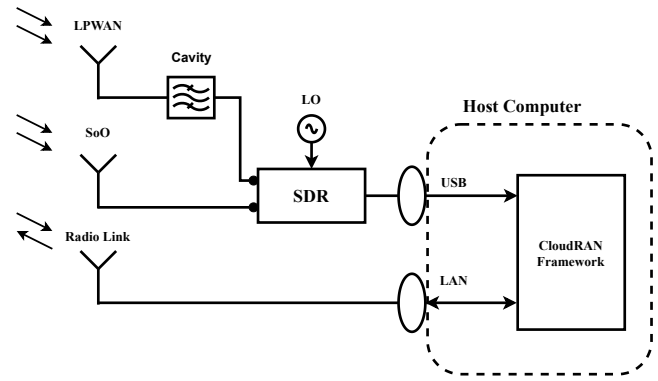 LPWAN
Cavity
LO
Host Computer
SoO
SDR
USB
Radio Link
CloudRAN
Framework
LAN